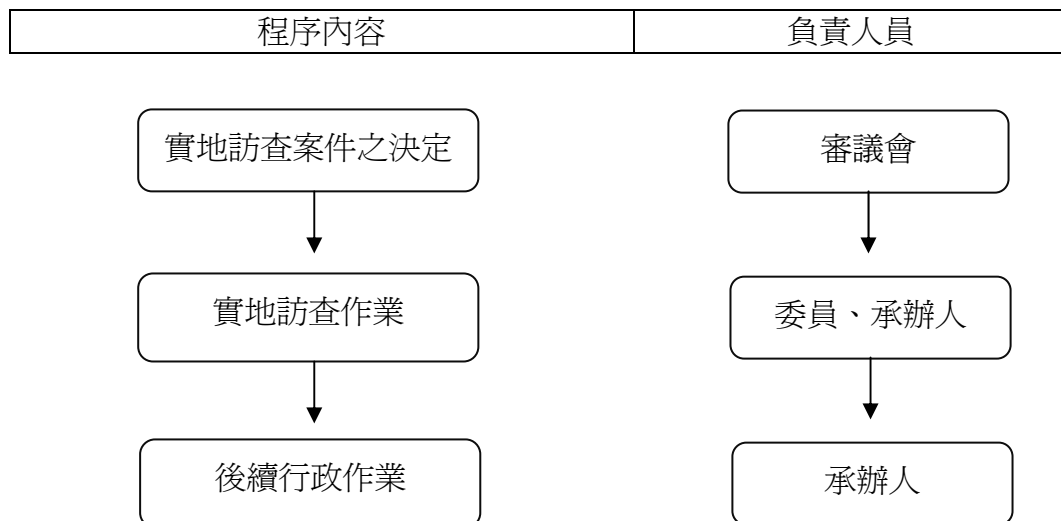 程序內容 負責人員
實地訪查案件之決定 審議會
實地訪查作業 委員、承辦人
後續行政作業 承辦人